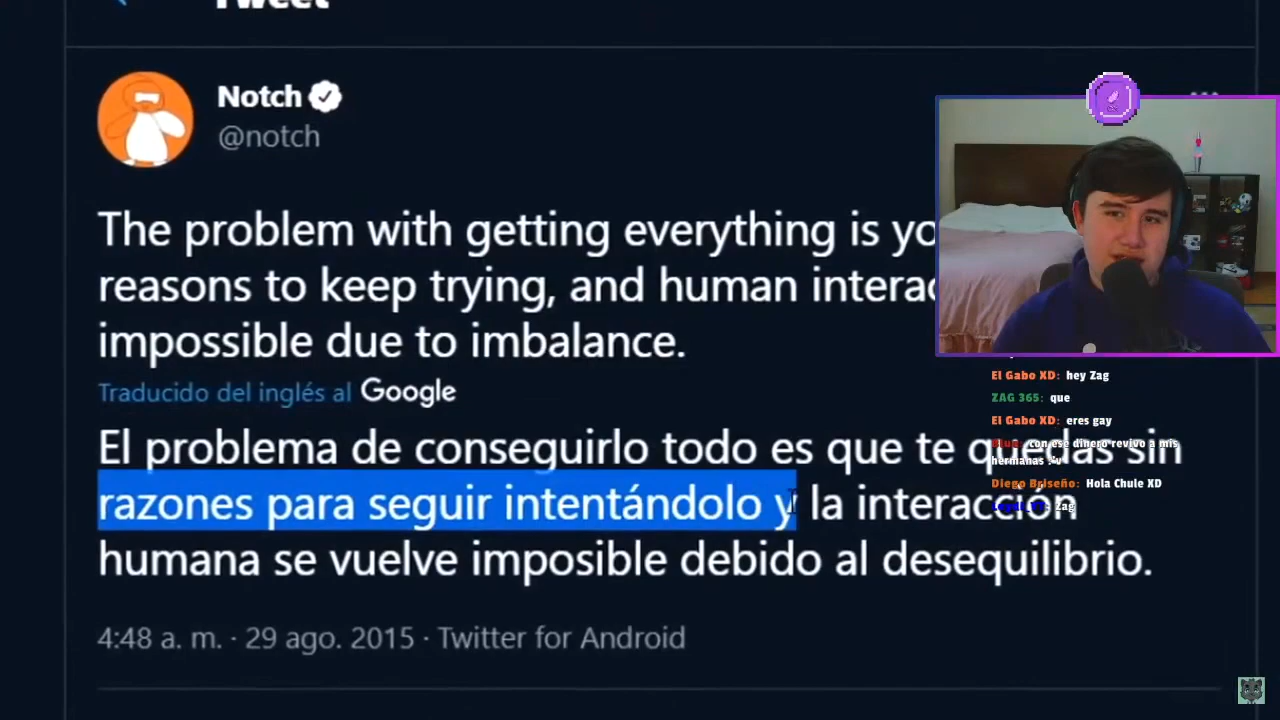 Tweet
Notch
@notch
The problem with getting everything is
reasons to keep trying, and human
impossible due to imbalance.
Traducido del inglés al Google
El problema de conseguirlo todo es que te quedas sin
razones para seguir intentándolo y la interacción
humana se vuelve imposible debido al desequilibrio.
4:48 a. m. · 29 ago. 2015 · Twitter for Android
El Gabo XD: hey Zag
ZAG 365: que
El Gabo XD: eres gay
con ese dinero revivo a mis
hermanas :'v
Diego Briseño: Hola Chule XD
Zag